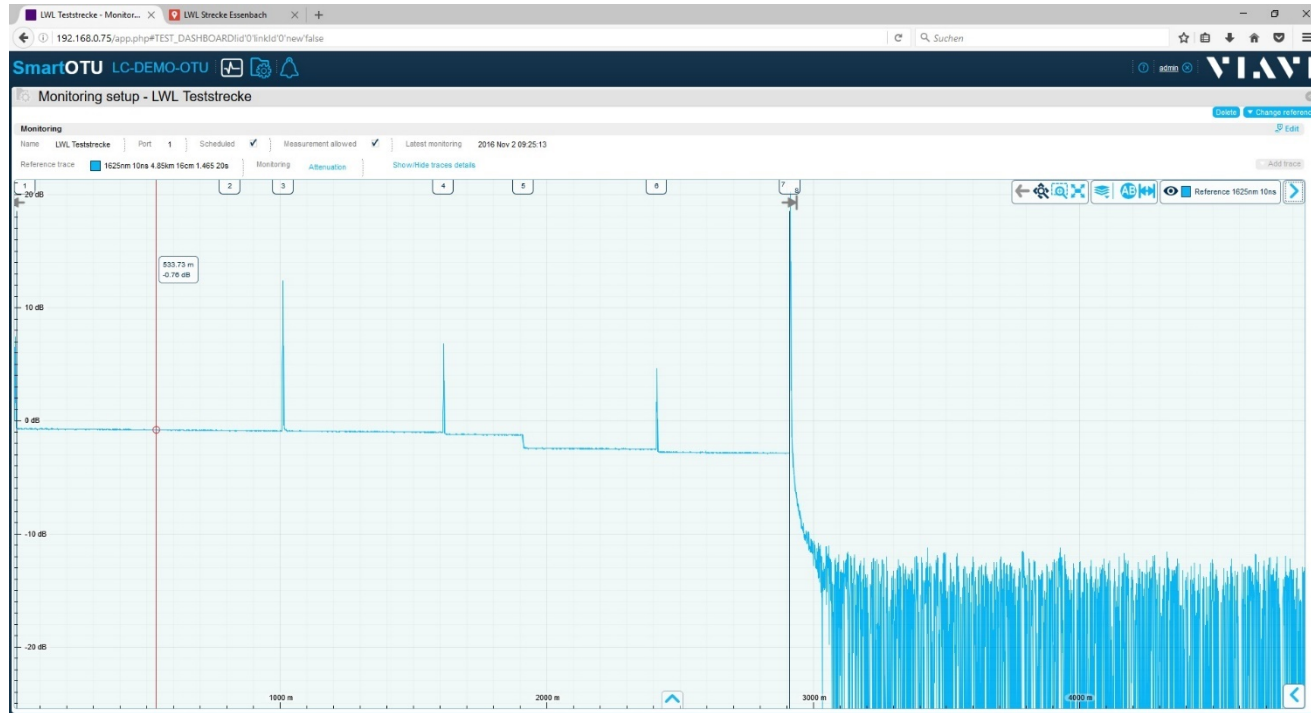 LWL Teststrecke - Monitor... × LWL Strecke Essenbach × +
192.168.0.75/app.php#TEST_DASHBOARDlid'0'linkId'0'new'false Suchen
SmartOTU LC-DEMO-OTU admin VIAVI
Monitoring setup - LWL Teststrecke
Delete Change reference
Monitoring Edit
Name LWL Teststrecke Port 1 Scheduled Measurement allowed Latest monitoring 2016 Nov 2 09:25:13
Reference trace 1625nm 10ns 4.85km 16cm 1.465 20s Monitoring Attenuation Show/Hide traces details Add trace
1 2 3 4 5 6 7 8
20 dB AB Reference 1625nm 10ns
533.73 m
-0.76 dB
10 dB
0 dB
-10 dB
-20 dB
1000 m 2000 m 3000 m 4000 m